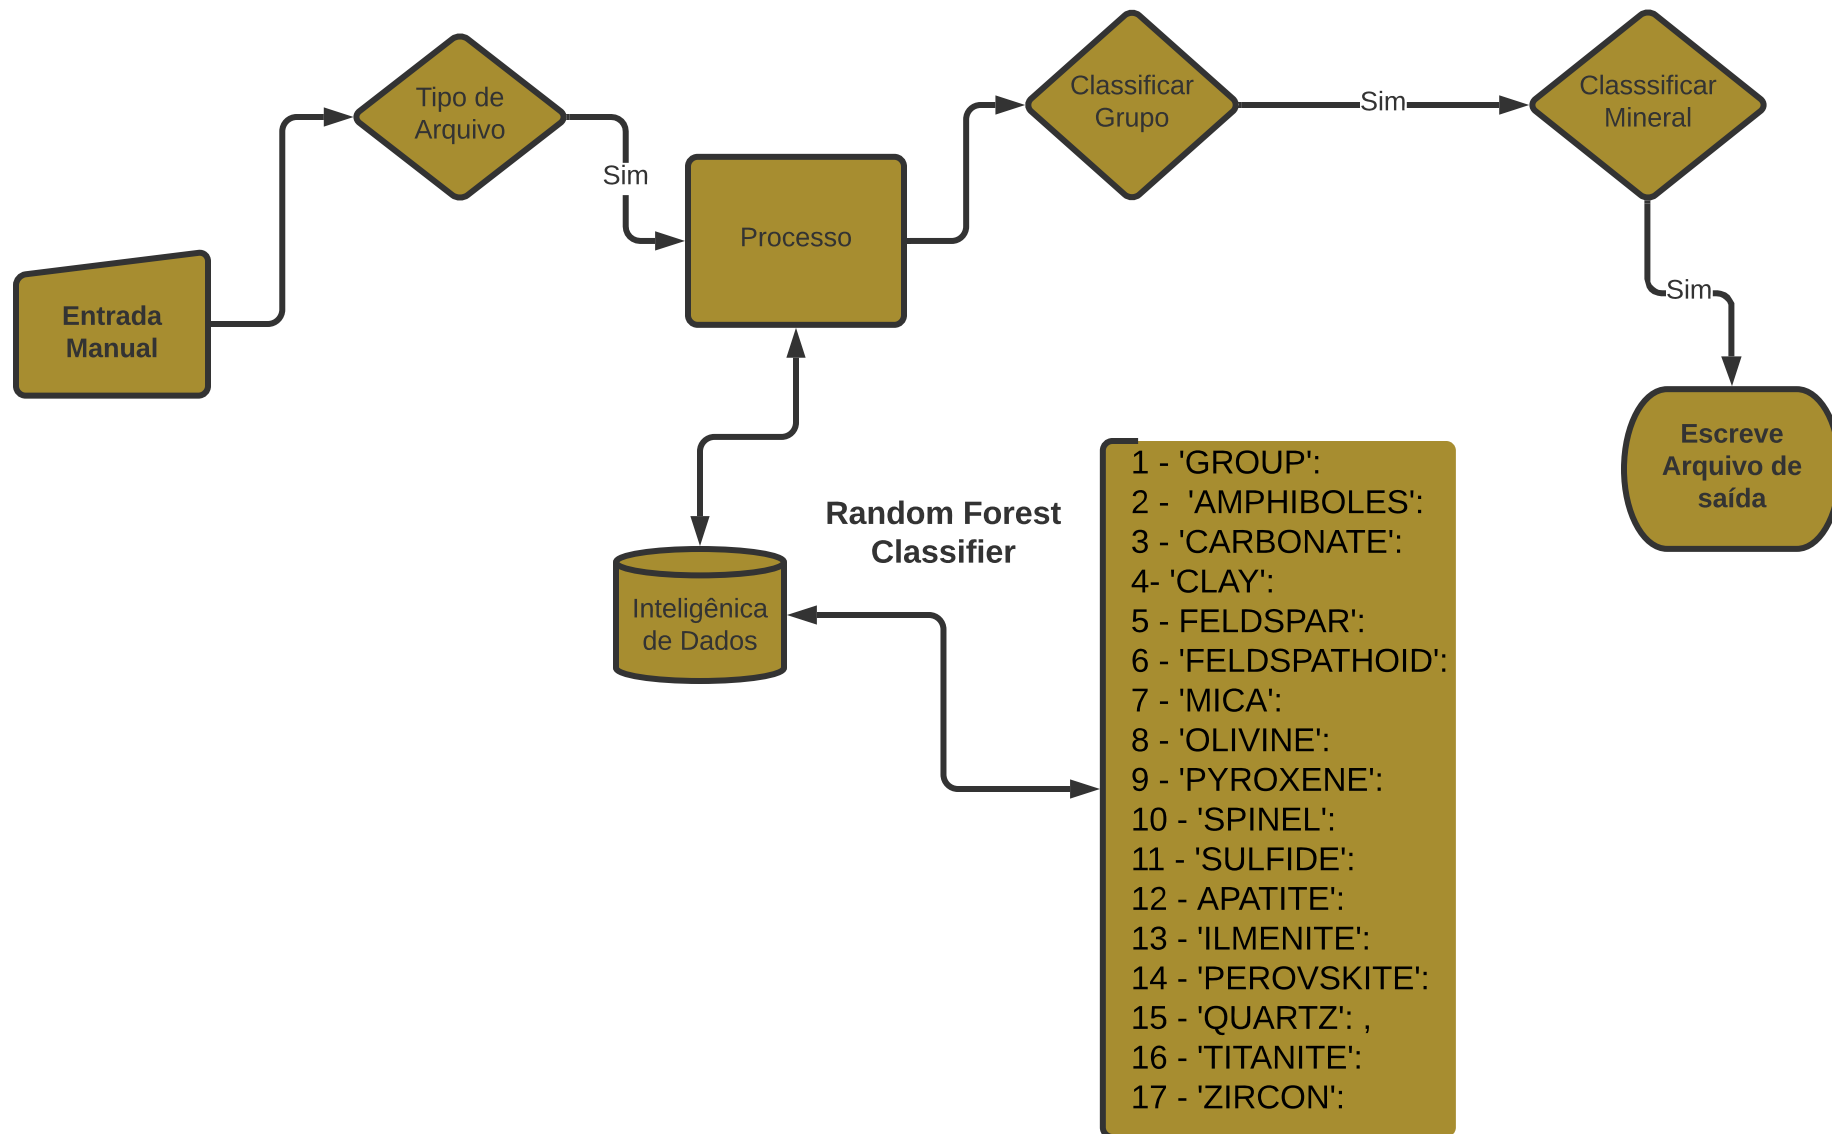 Tipo de
Arquivo
Sim
Entrada
Manual
Processo
Classificar
Grupo
Sim
Classsificar
Mineral
Sim
Escreve
Arquivo de
saída
Random Forest
Classifier
Inteligênica
de Dados
1 - 'GROUP':
2 -  'AMPHIBOLES':
3 - 'CARBONATE':
4- 'CLAY':
5 - FELDSPAR':
6 - 'FELDSPATHOID':
7 - 'MICA':
8 - 'OLIVINE':
9 - 'PYROXENE':
10 - 'SPINEL':
11 - 'SULFIDE':
12 - APATITE':
13 - 'ILMENITE':
14 - 'PEROVSKITE':
15 - 'QUARTZ': ,
16 - 'TITANITE':
17 - 'ZIRCON':